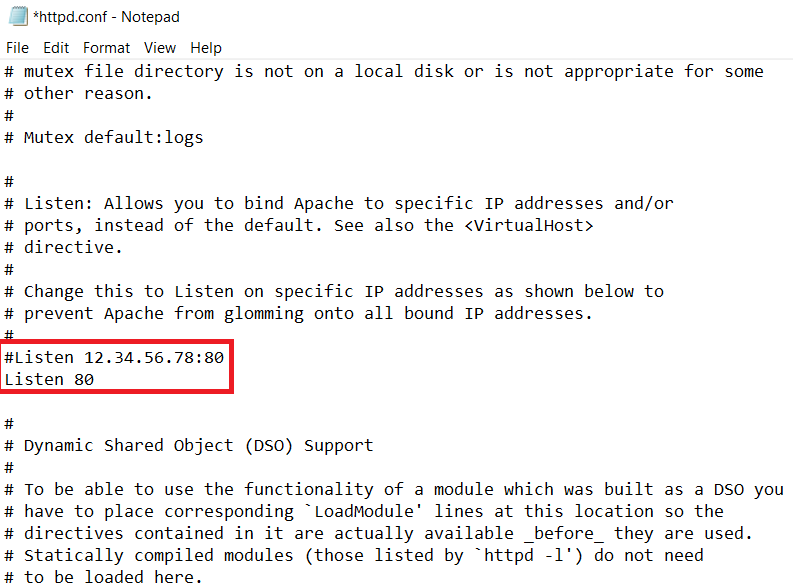 *httpd.conf - Notepad
File Edit Format View Help
# mutex file directory is not on a local disk or is not appropriate for some
# other reason.
#
# Mutex default:logs
#
# Listen: Allows you to bind Apache to specific IP addresses and/or
# ports, instead of the default. See also the <VirtualHost>
# directive.
#
# Change this to Listen on specific IP addresses as shown below to
# prevent Apache from glomming onto all bound IP addresses.
#
#Listen 12.34.56.78:80
Listen 80
#
# Dynamic Shared Object (DSO) Support
#
# To be able to use the functionality of a module which was built as a DSO you
# have to place corresponding `LoadModule' lines at this location so the
# directives contained in it are actually available _before_ they are used.
# Statically compiled modules (those listed by `httpd -l') do not need
# to be loaded here.